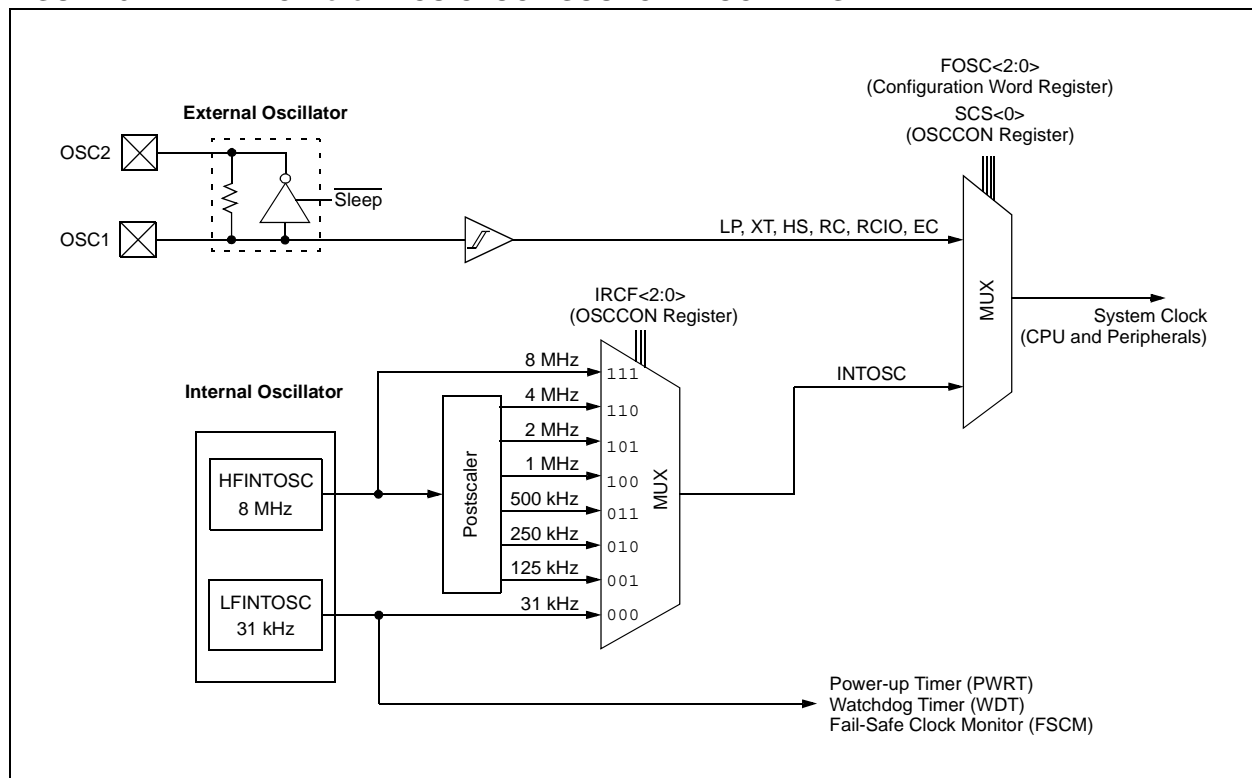 FOSC<2:0>
(Configuration Word Register)
SCS<0>
(OSCCON Register)
External Oscillator
OSC2
Sleep
OSC1
LP, XT, HS, RC, RCIO, EC
MUX
System Clock
(CPU and Peripherals)
IRCF<2:0>
(OSCCON Register)
INTOSC
Internal Oscillator
HFINTOSC
8 MHz
LFINTOSC
31 kHz
Postscaler
8 MHz
111
4 MHz
110
2 MHz
101
1 MHz
100
500 kHz
011
250 kHz
010
125 kHz
001
31 kHz
000
MUX
Power-up Timer (PWRT)
Watchdog Timer (WDT)
Fail-Safe Clock Monitor (FSCM)